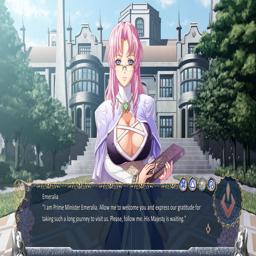 Emeralia
"I am Prime Minister Emeralia. Allow me to welcome you and express our gratitude for
taking such a long journey to visit us. Please, follow me. His Majesty is waiting."